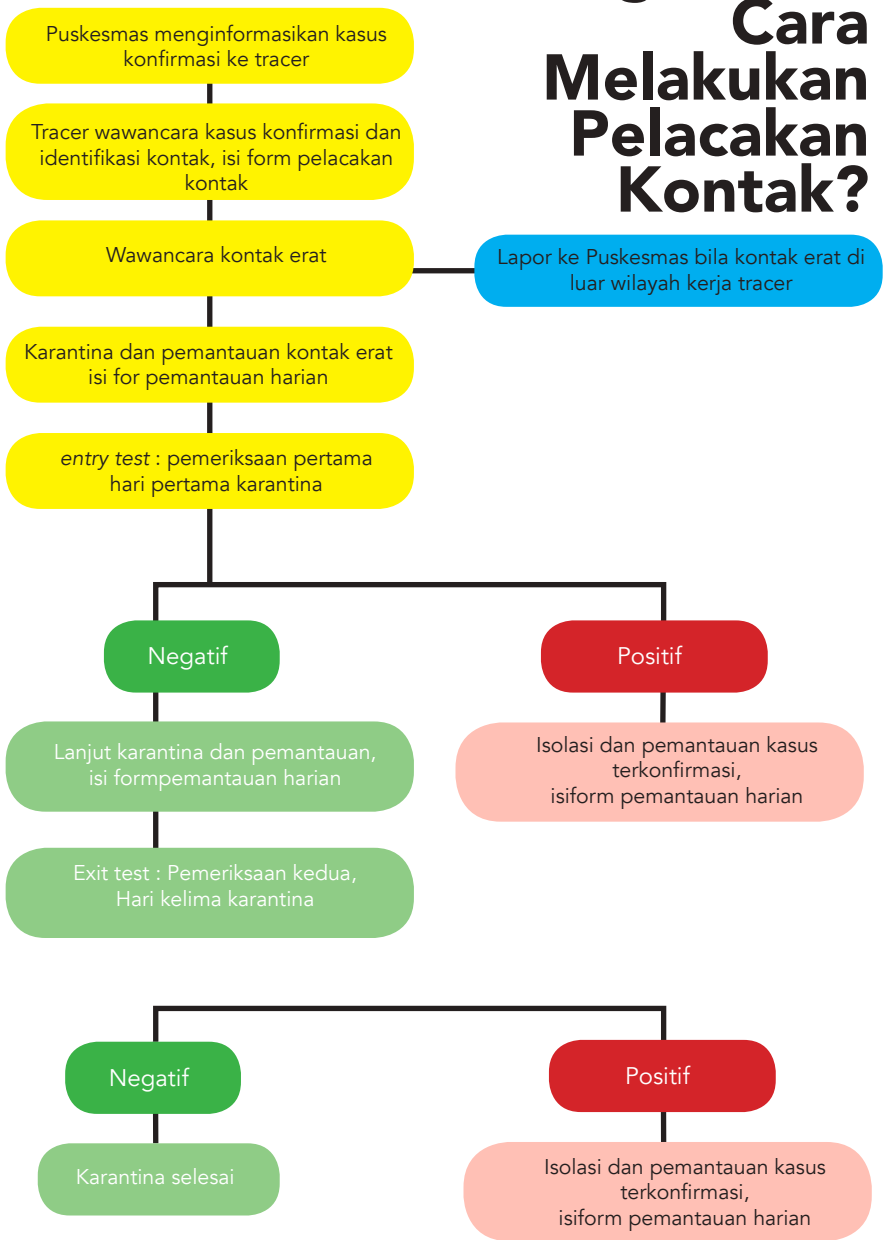 Cara
Melakukan
Pelacakan
Kontak?
Puskesmas menginformasikan kasus
konfirmasi ke tracer
Tracer wawancara kasus konfirmasi dan
identifikasi kontak, isi form pelacakan
kontak
Wawancara kontak erat
Lapor ke Puskesmas bila kontak erat di
luar wilayah kerja tracer
Karantina dan pemantauan kontak erat
isi for pemantauan harian
entry test : pemeriksaan pertama
hari pertama karantina
Negatif
Positif
Lanjut karantina dan pemantauan,
isi formpemantauan harian
Isolasi dan pemantauan kasus
terkonfirmasi,
isiform pemantauan harian
Exit test : Pemeriksaan kedua,
Hari kelima karantina
Negatif
Positif
Karantina selesai
Isolasi dan pemantauan kasus
terkonfirmasi,
isiform pemantauan harian